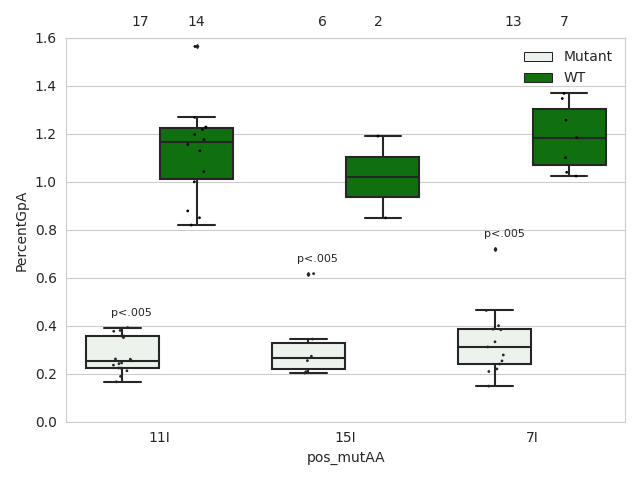 17 14 6 2 13 7
1.6
Mutant
WT
1.4
1.2
1.0
0.8
0.6
0.4
0.2
0.0
PercentGpA
p<.005
p<.005
p<.005
11I 15I 7I
pos_mutAA